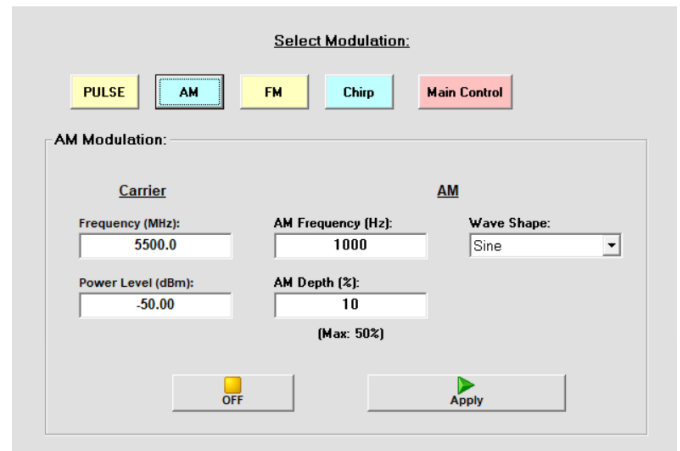 Select Modulation:
PULSE AM FM Chirp Main Control
AM Modulation:
Carrier AM
Frequency (MHz): AM Frequency (Hz): Wave Shape:
5500.0 1000 Sine
Power Level (dBm): AM Depth (%):
-50.00 10
(Max: 50%)
OFF Apply